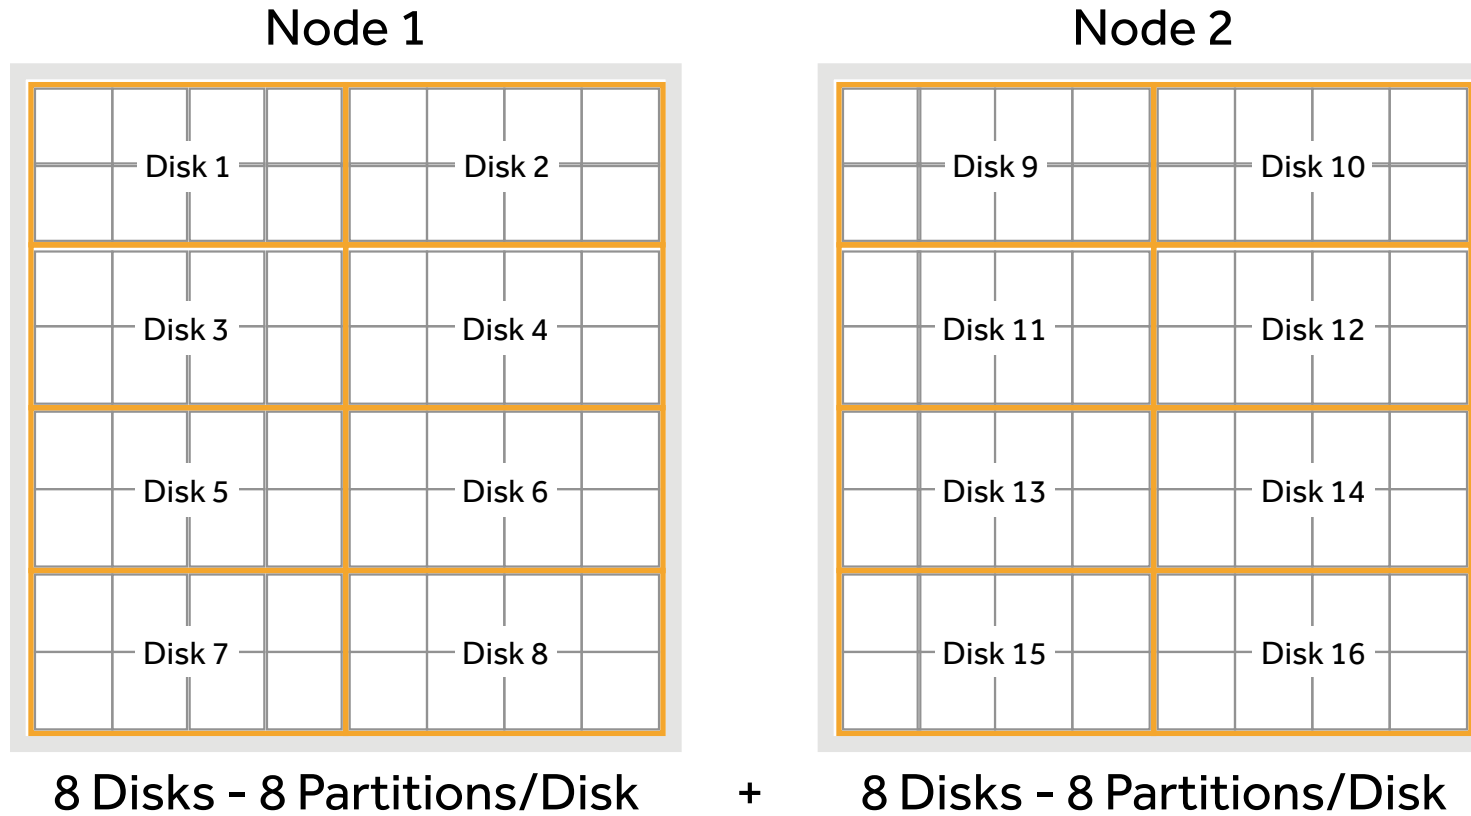 Node 1
Node 2
Disk 1
Disk 2
Disk 9
Disk 10
Disk 3
Disk 4
Disk 11
Disk 12
Disk 5
Disk 6
Disk 13
Disk 14
Disk 7
Disk 8
Disk 15
Disk 16
8 Disks - 8 Partitions/Disk + 8 Disks - 8 Partitions/Disk